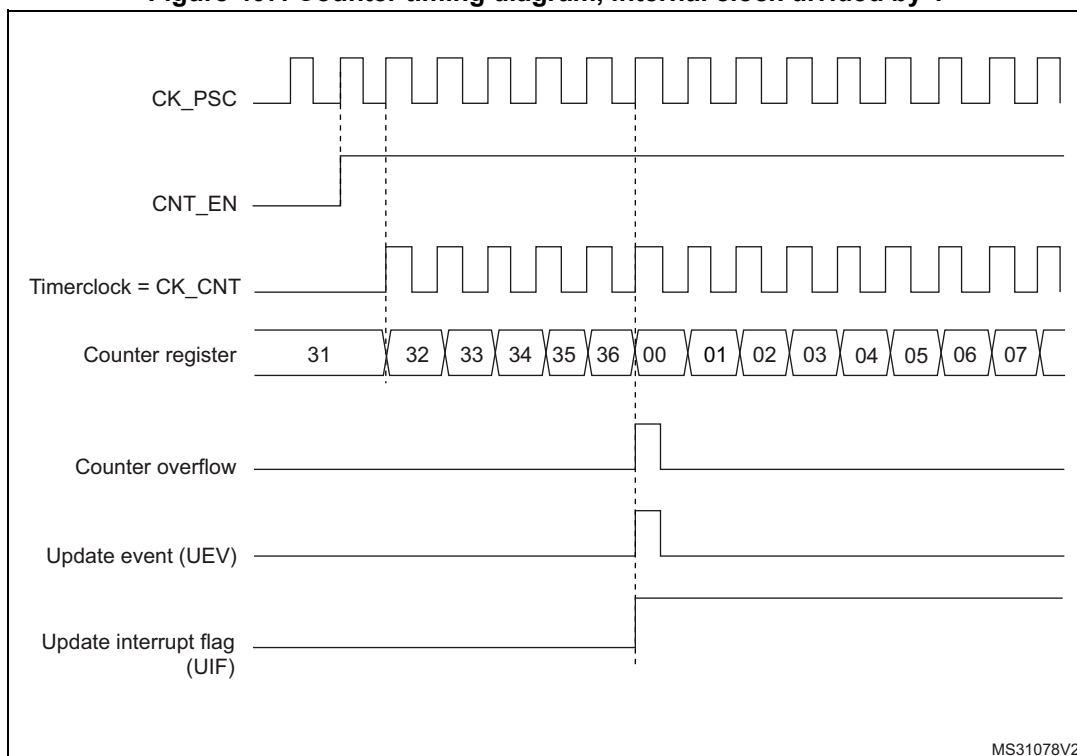 CK_PSC
CNT_EN
Timerclock = CK_CNT
Counter register 31 32 33 34 35 36 00 01 02 03 04 05 06 07
Counter overflow
Update event (UEV)
Update interrupt flag
(UIF)
MS31078V2